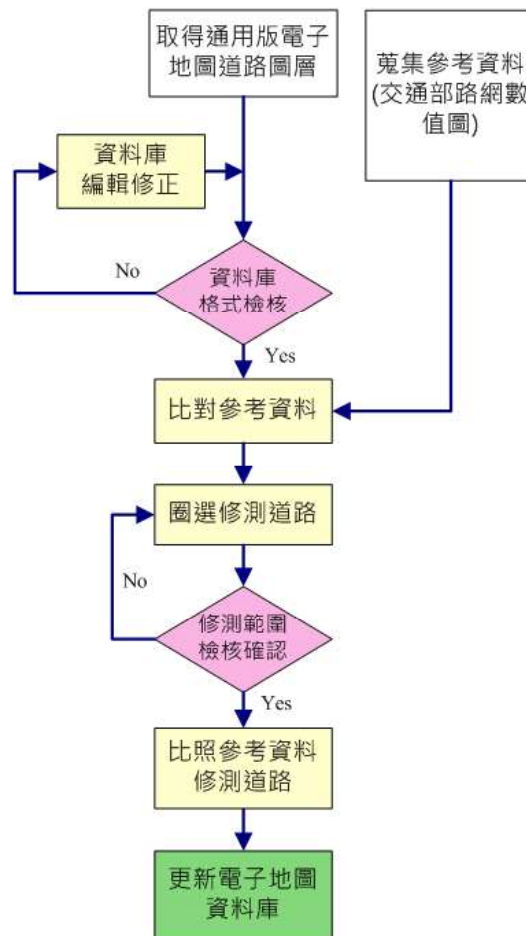 取得通用版電子
地圖道路圖層
蒐集參考資料
(交通部路網數
值圖)
資料庫
編輯修正
No
資料庫
格式檢核
Yes
比對參考資料
圈選修測道路
No
修測範圍
檢核確認
Yes
比照參考資料
修測道路
更新電子地圖
資料庫